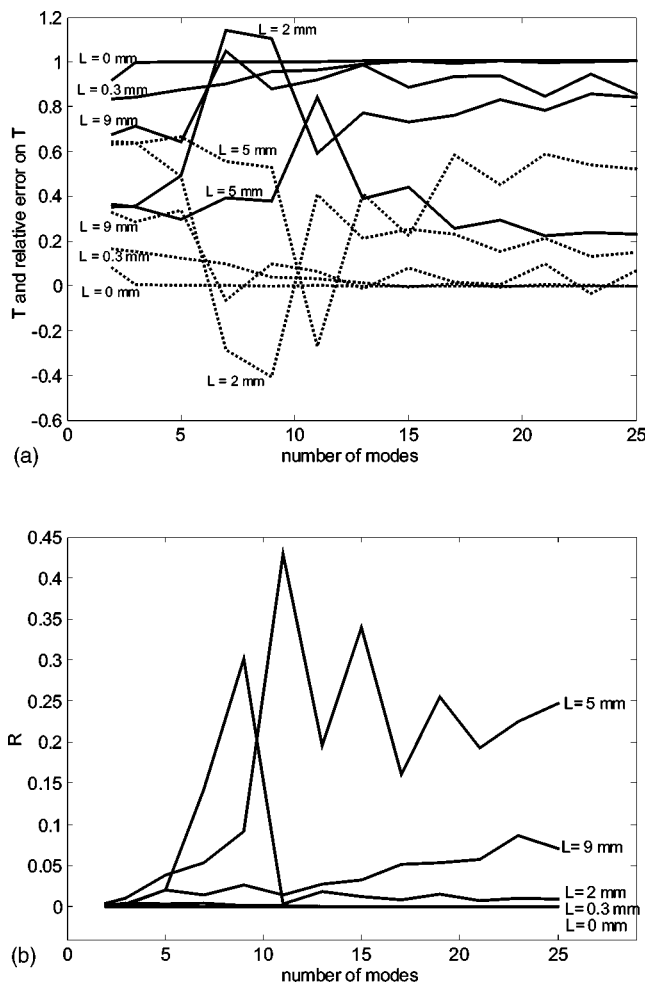 1.2
L = 2 mm
1
L = 0 mm
0.8
L = 0.3 mm
L = 9 mm
0.6
L = 5 mm
0.4
L = 5 mm
L = 9 mm
0.2
L = 0.3 mm
0
L = 0 mm
-0.2
-0.4
L = 2 mm
-0.6
T and relative error on T
0 5 10 15 20 25
number of modes
(a)
0.45
0.4
0.35
0.3
0.25
L= 5 mm
0.2
0.15
0.1
L= 9 mm
0.05
L= 2 mm
0
L= 0.3 mm
L= 0 mm
R
0 5 10 15 20 25
number of modes
(b)